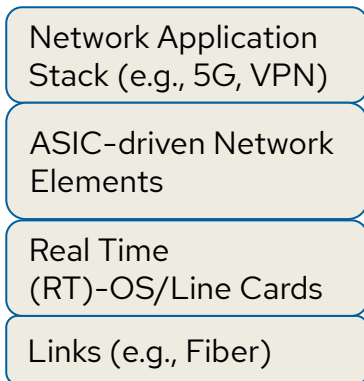 Network Application
Stack (e.g., 5G, VPN)
ASIC-driven Network
Elements
Real Time
(RT)-OS/Line Cards
Links (e.g., Fiber)